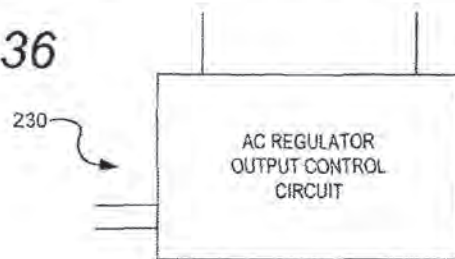 36
230
AC REGULATOR
OUTPUT CONTROL
CIRCUIT